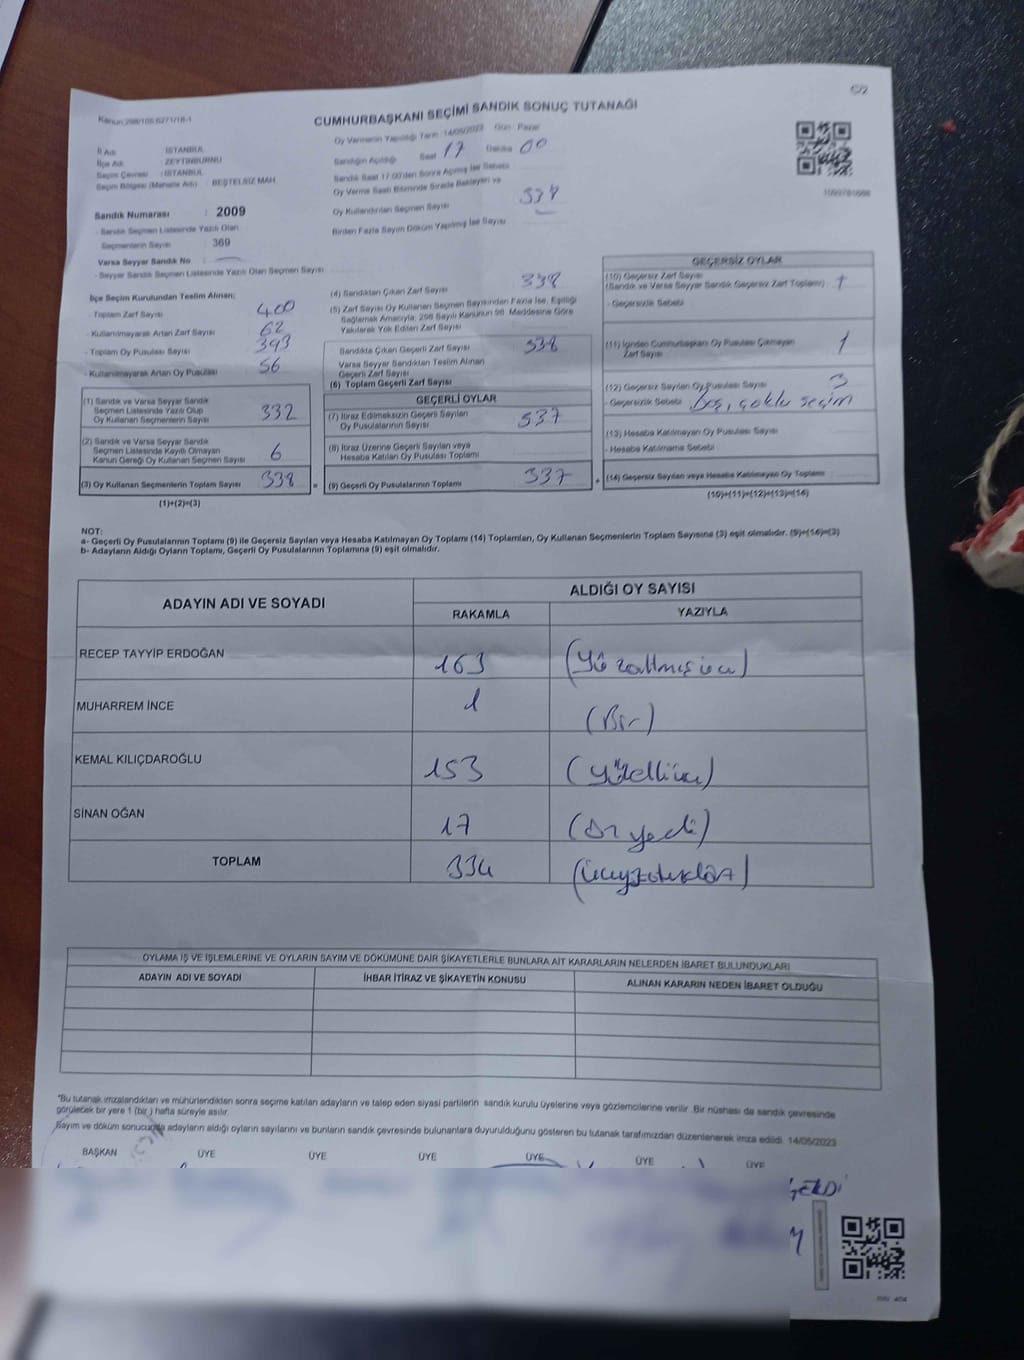 Kanun:298/105-6271/18-1
C/2
CUMHURBAŞKANI SEÇİMİ SANDIK SONUÇ TUTANAĞI
Oy Vermenin Yapıldığı Tarih : 14/05/2023 Gün : Pazar
İl Adı : İSTANBUL
İlçe Adı : ZEYTİNBURNU
Seçim Çevresi : İSTANBUL
Seçim Bölgesi (Mahalle Adı) : BEŞTELSİZ MAH.
Sandığın Açıldığı Saat 17 Dakika 00
Sandık Saat 17:00'den Sonra Açılmış İse Sebebi
Oy Verme Saati Bitiminde Sırada Bekleyen ve
Oy Kullandırılan Seçmen Sayısı
338
Birden Fazla Sayım Döküm Yapılmış İse Sayısı
Sandık Numarası : 2009
- Sandık Seçmen Listesinde Yazılı Olan
Seçmenlerin Sayısı : 369
Varsa Seyyar Sandık No :
- Seyyar Sandık Seçmen Listesinde Yazılı Olan Seçmen Sayısı
İlçe Seçim Kurulundan Teslim Alınan;
- Toplam Zarf Sayısı 400
- Kullanılmayarak Artan Zarf Sayısı 62
- Toplam Oy Pusulası Sayısı 393
- Kullanılmayarak Artan Oy Pusulası 56
(1) Sandık ve Varsa Seyyar Sandık
Seçmen Listesinde Yazılı Olup
Oy Kullanan Seçmenlerin Sayısı 332
(2) Sandık ve Varsa Seyyar Sandık
Seçmen Listesinde Kayıtlı Olmayan
Kanun Gereği Oy Kullanan Seçmen Sayısı 6
(3) Oy Kullanan Seçmenlerin Toplam Sayısı 338
(1)+(2)=(3)
(4) Sandıktan Çıkan Zarf Sayısı 338
(5) Zarf Sayısı Oy Kullanan Seçmen Sayısından Fazla İse, Eşitliği
Sağlamak Amacıyla; 298 Sayılı Kanunun 98. Maddesine Göre
Yakılarak Yok Edilen Zarf Sayısı
Sandıkta Çıkan Geçerli Zarf Sayısı 338
Varsa Seyyar Sandıktan Teslim Alınan
Geçerli Zarf Sayısı
(6) Toplam Geçerli Zarf Sayısı
GEÇERLİ OYLAR
(7) İtiraz Edilmeksizin Geçerli Sayılan
Oy Pusulalarının Sayısı 337
(8) İtiraz Üzerine Geçerli Sayılan veya
Hesaba Katılan Oy Pusulası Toplamı
= (9) Geçerli Oy Pusulalarının Toplamı 337 +
GEÇERSİZ OYLAR
(10) Geçersiz Zarf Sayısı
(Sandık ve Varsa Seyyar Sandık Geçersiz Zarf Toplamı) :
- Geçersizlik Sebebi
(11) İçinden Cumhurbaşkanı Oy Pusulası Çıkmayan
Zarf Sayısı 1
(12) Geçersiz Sayılan Oy Pusulası Sayısı 3
- Geçersizlik Sebebi Boş, çoklu seçim
(13) Hesaba Katılmayan Oy Pusulası Sayısı
- Hesaba Katılmama Sebebi
(14) Geçersiz Sayılan veya Hesaba Katılmayan Oy Toplamı
(10)+(11)+(12)+(13)=(14)
NOT:
a- Geçerli Oy Pusulalarının Toplamı (9) ile Geçersiz Sayılan veya Hesaba Katılmayan Oy Toplamı (14) Toplamları, Oy Kullanan Seçmenlerin Toplam Sayısına (3) eşit olmalıdır. (9)+(14)=(3)
b- Adayların Aldığı Oyların Toplamı, Geçerli Oy Pusulalarının Toplamına (9) eşit olmalıdır.
ADAYIN ADI VE SOYADI
ALDIĞI OY SAYISI
RAKAMLA YAZIYLA
RECEP TAYYİP ERDOĞAN 163 (Yüzaltmışüç)
MUHARREM İNCE 1 (Bir)
KEMAL KILIÇDAROĞLU 153 (Yüzelliüç)
SİNAN OĞAN 17 (On yedi)
TOPLAM 334
OYLAMA İŞ VE İŞLEMLERİNE VE OYLARIN SAYIM VE DÖKÜMÜNE DAİR ŞİKAYETLERLE BUNLARA AİT KARARLARIN NELERDEN İBARET BULUNDUKLARI
ADAYIN ADI VE SOYADI İHBAR İTİRAZ VE ŞİKAYETİN KONUSU ALINAN KARARIN NEDEN İBARET OLDUĞU
"Bu tutanak imzalandıktan ve mühürlendikten sonra seçime katılan adayların ve talep eden siyasi partilerin sandık kurulu üyelerine veya gözlemcilerine verilir. Bir nüshası da sandık çevresinde
görülecek bir yere 1 (bir ) hafta süreyle asılır.
Sayım ve döküm sonucunda adayların aldığı oyların sayılarını ve bunların sandık çevresinde bulunanlara duyurulduğunu gösteren bu tutanak tarafımızdan düzenlenerek imza edildi. 14/05/2023
BAŞKAN ÜYE ÜYE ÜYE ÜYE ÜYE ÜYE